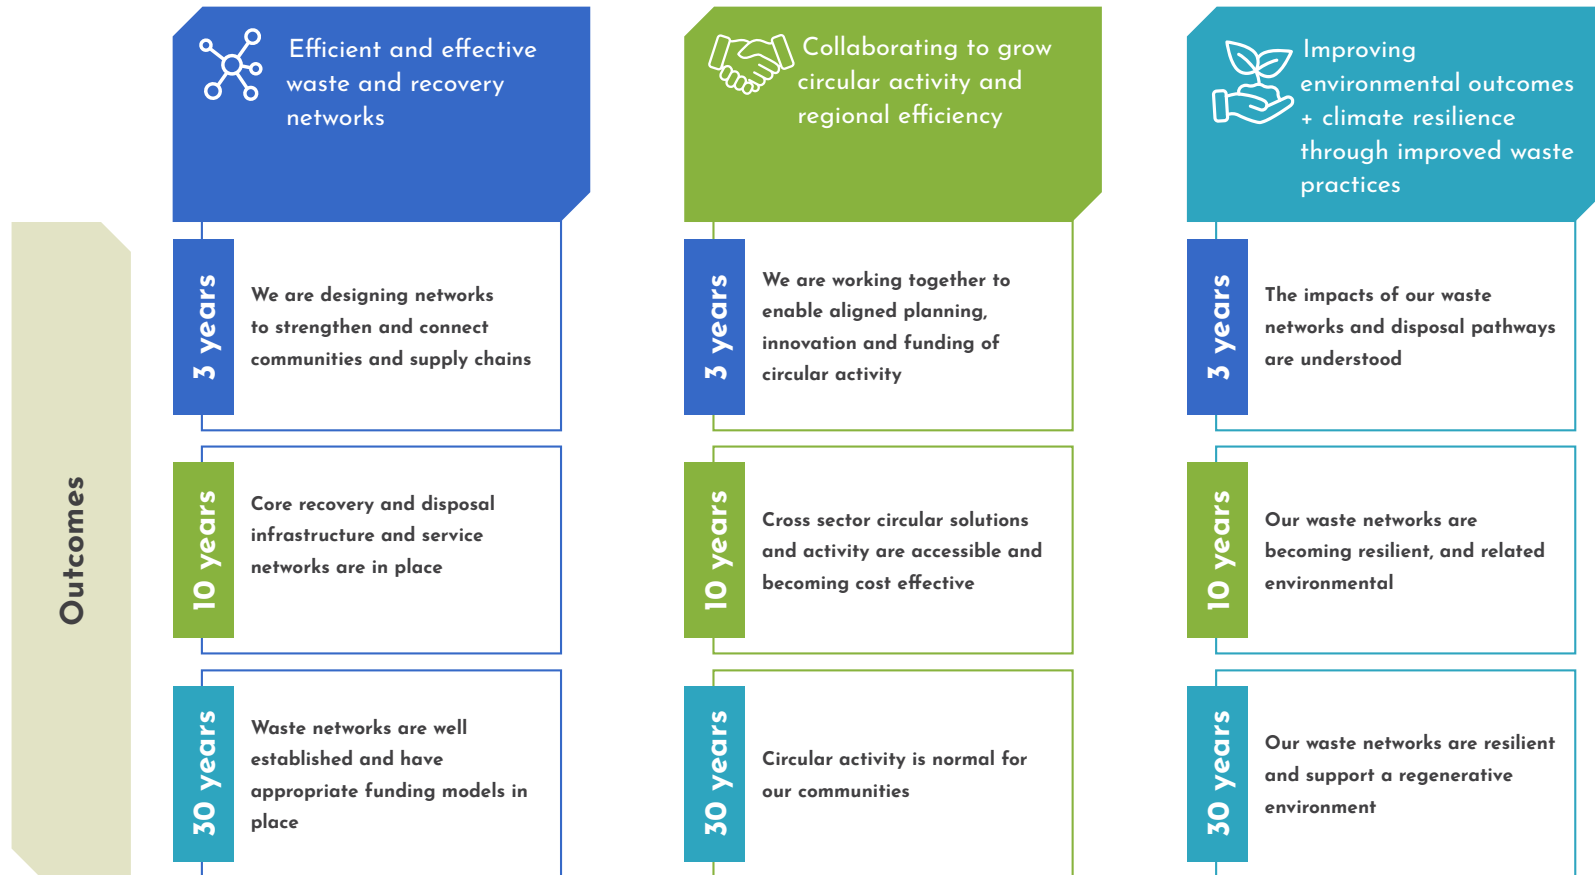 Efficient and effective
waste and recovery
networks
Collaborating to grow
circular activity and
regional efficiency
Improving
environmental outcomes
+ climate resilience
through improved waste
practices
Outcomes
3 years
We are designing networks
to strengthen and connect
communities and supply chains
3 years
We are working together to
enable aligned planning,
innovation and funding of
circular activity
3 years
The impacts of our waste
networks and disposal pathways
are understood
10 years
Core recovery and disposal
infrastructure and service
networks are in place
10 years
Cross sector circular solutions
and activity are accessible and
becoming cost effective
10 years
Our waste networks are
becoming resilient, and related
environmental
30 years
Waste networks are well
established and have
appropriate funding models in
place
30 years
Circular activity is normal for
our communities
30 years
Our waste networks are resilient
and support a regenerative
environment